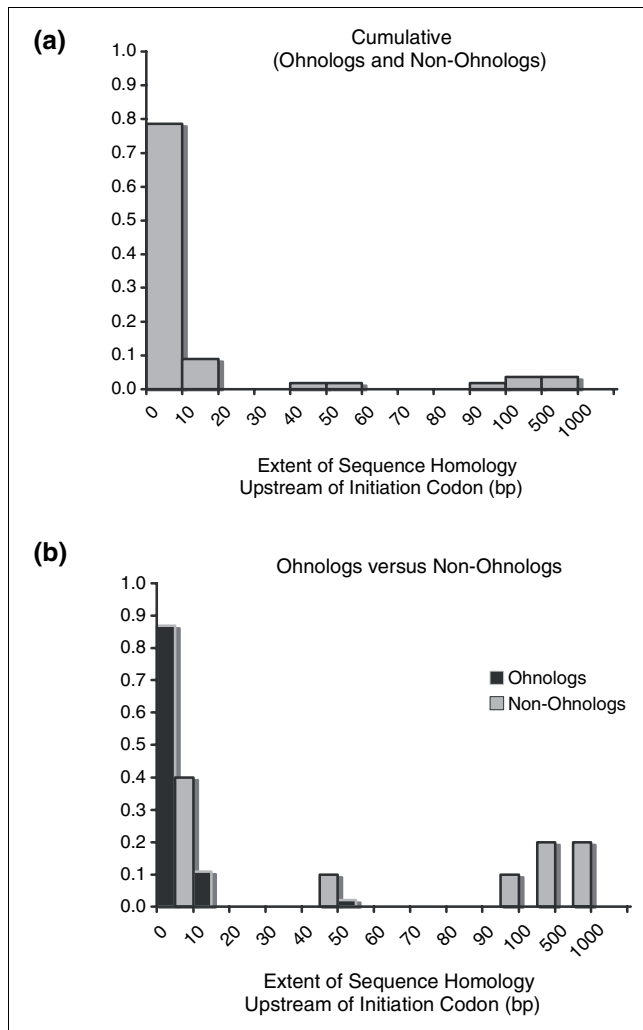 (a)
Cumulative
(Ohnologs and Non-Ohnologs)
1.0
0.9
0.8
0.7
0.6
0.5
0.4
0.3
0.2
0.1
0.0
0 10 20 30 40 50 60 70 80 90 100 500 1000
Extent of Sequence Homology
Upstream of Initiation Codon (bp)
(b)
Ohnologs versus Non-Ohnologs
1.0
0.9
0.8
0.7
0.6
0.5
0.4
0.3
0.2
0.1
0.0
Ohnologs
Non-Ohnologs
0 10 20 30 40 50 60 70 80 90 100 500 1000
Extent of Sequence Homology
Upstream of Initiation Codon (bp)